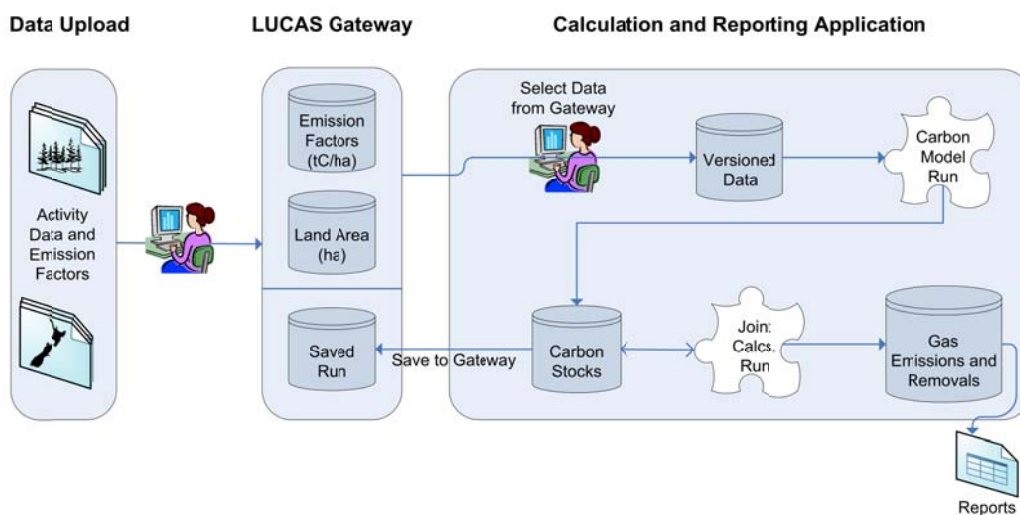 Data Upload
LUCAS Gateway
Calculation and Reporting Application
Activity
Data and
Emission
Factors
Emission
Factors
(tC/ha)
Land Area
(ha)
Saved
Run
Select Data
from Gateway
Versioned
Data
Carbon
Model
Run
Save to Gateway
Carbon
Stocks
Joint
Calcs.
Run
Gas
Emissions and
Removals
Reports